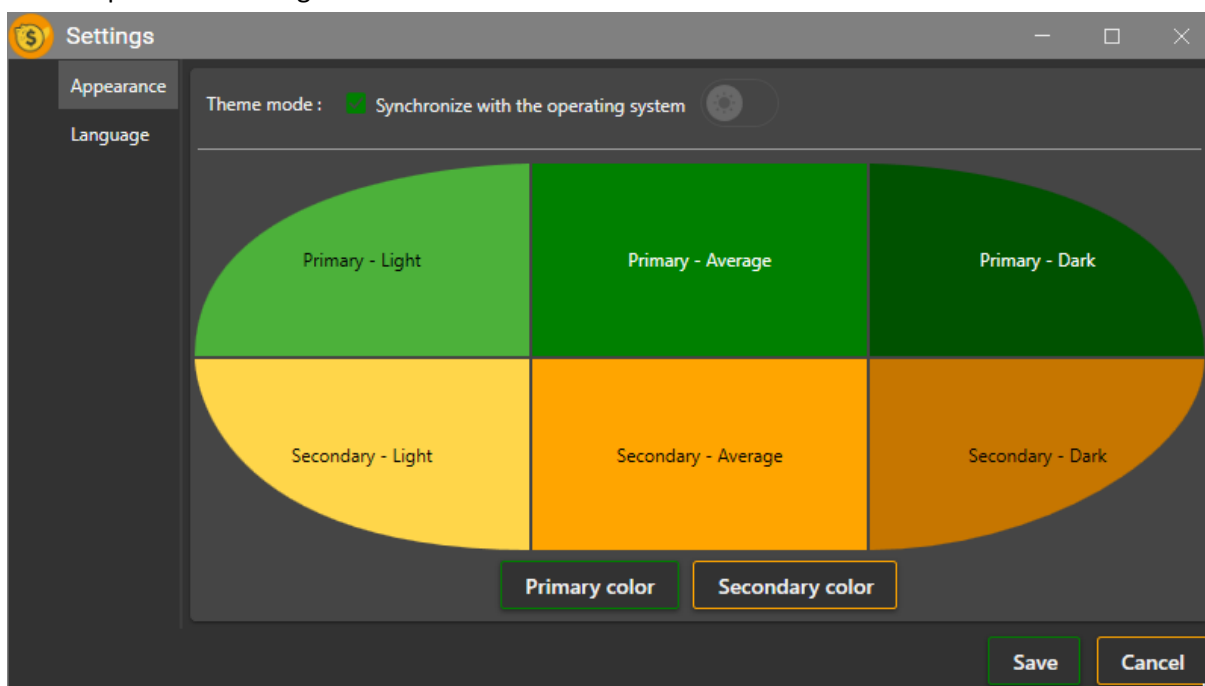 Settings
Appearance
Language
Theme mode : Synchronize with the operating system
Primary - Light Primary - Average Primary - Dark
Secondary - Light Secondary - Average Secondary - Dark
Primary color Secondary color
Save Cancel